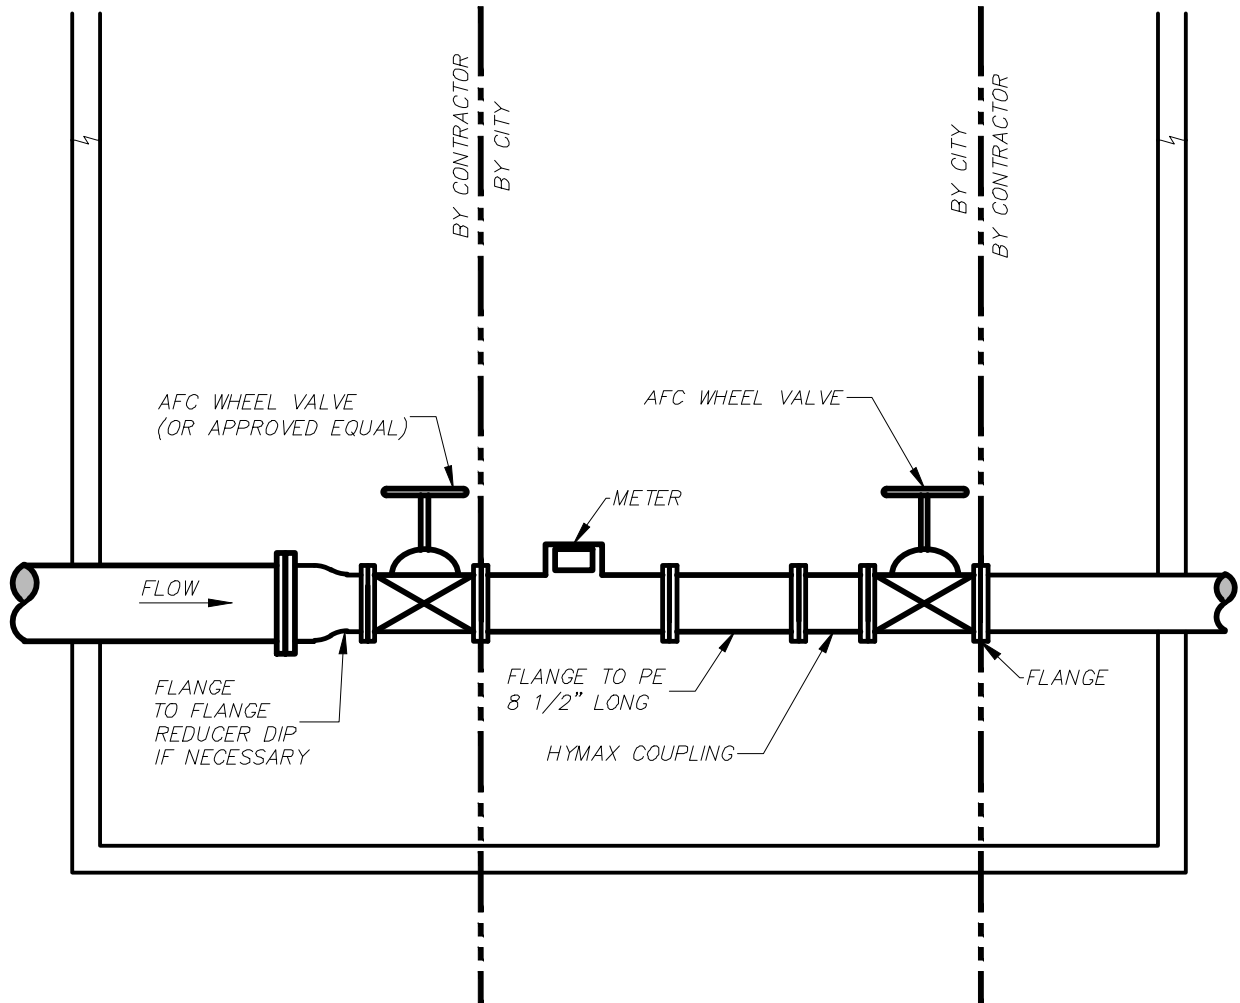 BY CONTRACTOR
BY CITY
BY CITY
BY CONTRACTOR
AFC WHEEL VALVE
(OR APPROVED EQUAL)
AFC WHEEL VALVE
METER
FLOW
FLANGE
TO FLANGE
REDUCER DIP
IF NECESSARY
FLANGE TO PE
8 1/2" LONG
HYMAX COUPLING
FLANGE